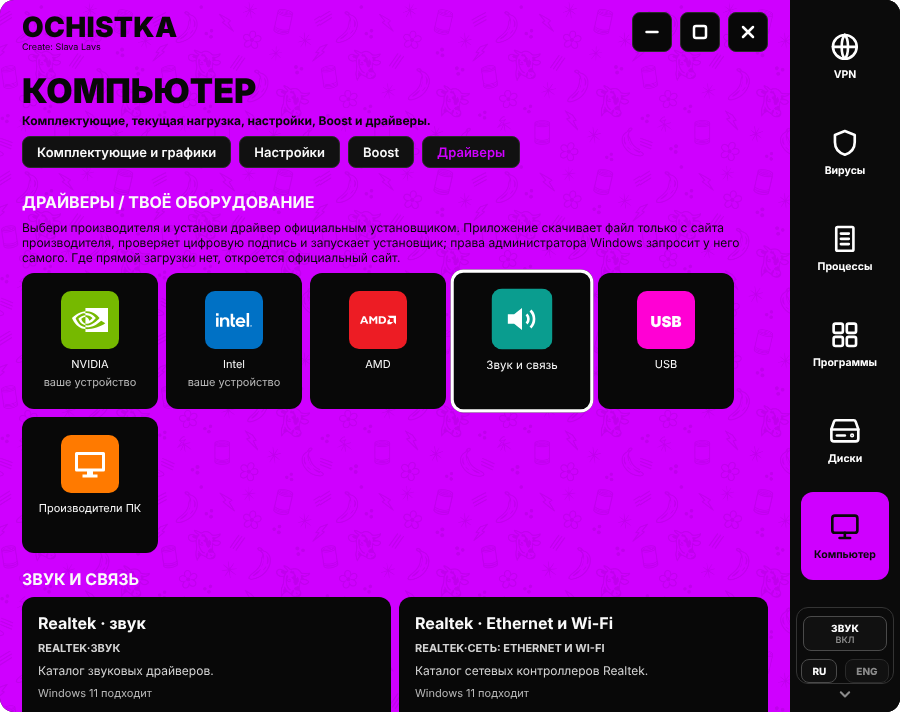 OCHISTKA
Create: Slava Lavs
КОМПЬЮТЕР
Комплектующие, текущая нагрузка, настройки, Boost и драйверы.
Комплектующие и графики
Настройки
Boost
Драйверы
ДРАЙВЕРЫ / ТВОЁ ОБОРУДОВАНИЕ
Выбери производителя и установи драйвер официальным установщиком. Приложение скачивает файл только с сайта
производителя, проверяет цифровую подпись и запускает установщик; права администратора Windows запросит у него
самого. Где прямой загрузки нет, откроется официальный сайт.
NVIDIA
ваше устройство
intel.
Intel
ваше устройство
AMD
AMD
Звук и связь
USB
USB
Производители ПК
ЗВУК И СВЯЗЬ
Realtek · звук
REALTEK·ЗВУК
Каталог звуковых драйверов.
Windows 11 подходит
Realtek · Ethernet и Wi-Fi
REALTEK·СЕТЬ: ETHERNET И WI-FI
Каталог сетевых контроллеров Realtek.
Windows 11 подходит
VPN
Вирусы
Процессы
Программы
Диски
Компьютер
ЗВУК
ВКЛ
RU
ENG